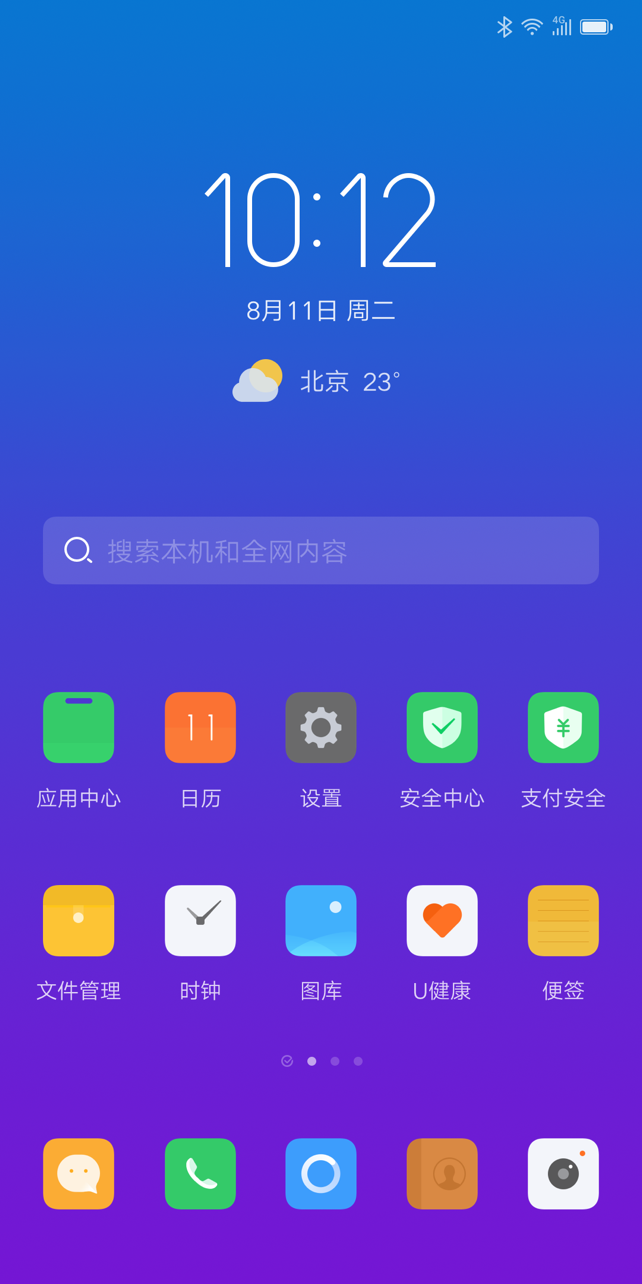 4G
10:12
8月11日 周二
北京 23°
搜索本机和全网内容
11
¥
应用中心 日历 设置 安全中心 支付安全
文件管理 时钟 图库 U健康 便签